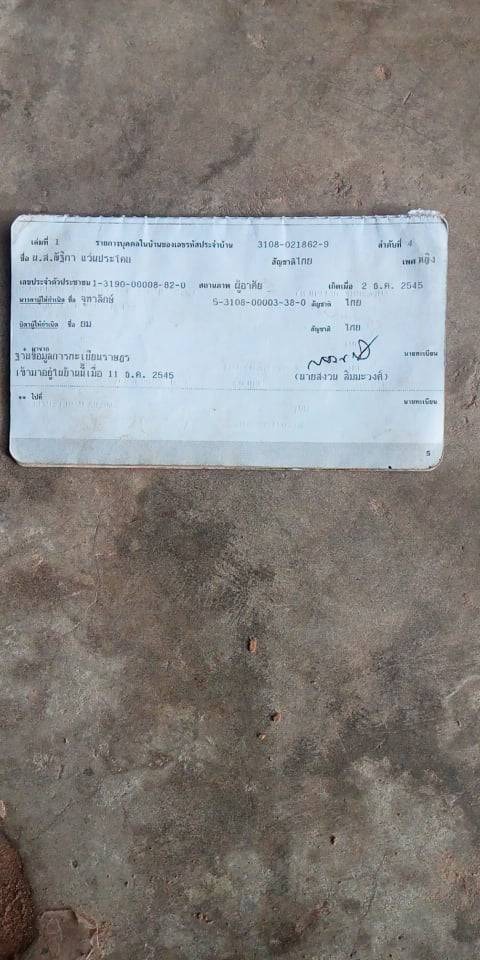 เล่มที่ 1 รายการบุคคลในบ้านของเลขรหัสประจำบ้าน 3108-021862-9 ลำดับที่ 4
ชื่อ น.ส.ลัฐิกา แว่นประโคน สัญชาติไทย เพศ หญิง
เลขประจำตัวประชาชน 1-3190-00008-82-0 สถานภาพ ผู้อาศัย เกิดเมื่อ 2 ธ.ค. 2545
มารดาผู้ให้กำเนิด ชื่อ จุฑาลักษ์ 5-3108-00003-38-0 สัญชาติ ไทย
บิดาผู้ให้กำเนิด ชื่อ ยม สัญชาติ ไทย
* มาจาก
ฐานข้อมูลการทะเบียนราษฎร นายทะเบียน
เข้ามาอยู่ในบ้านนี้เมื่อ 11 ธ.ค. 2545 (นายสงวน ลิมมะวงศ์)
** ไปที่ นายทะเบียน
5